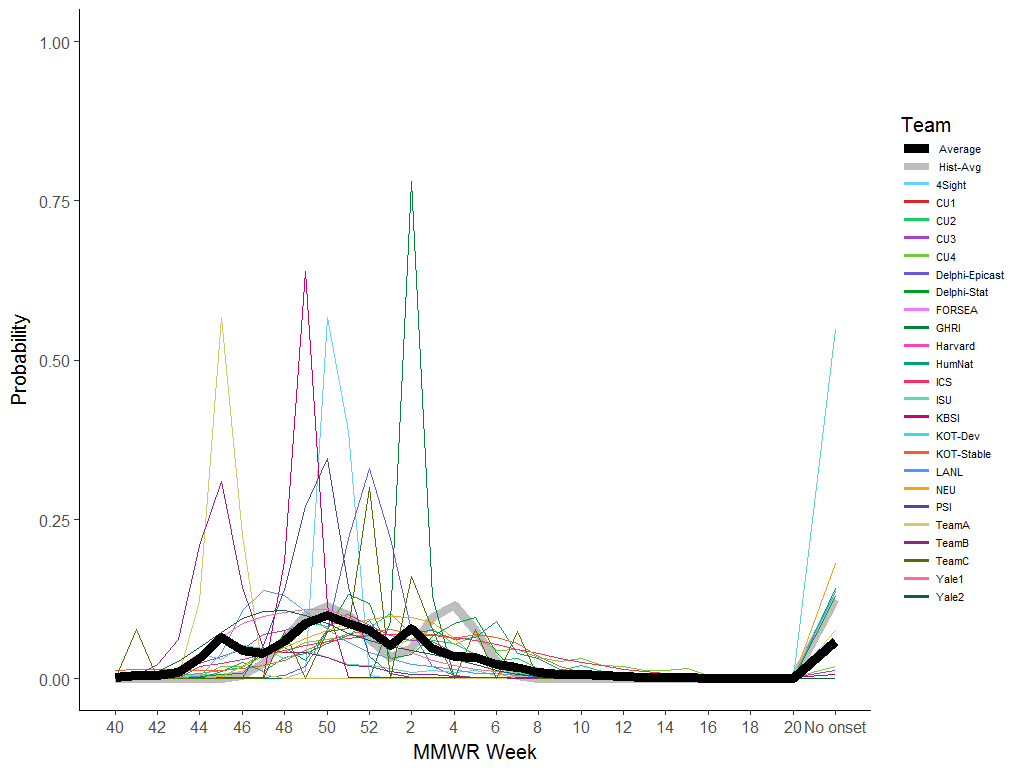 1.00
0.75
0.50
0.25
0.00
Probability
40 42 44 46 48 50 52 2 4 6 8 10 12 14 16 18 20 No onset
MMWR Week
Team
Average
Hist-Avg
4Sight
CU1
CU2
CU3
CU4
Delphi-Epicast
Delphi-Stat
FORSEA
GHRI
Harvard
HumNat
ICS
ISU
KBSI
KOT-Dev
KOT-Stable
LANL
NEU
PSI
TeamA
TeamB
TeamC
Yale1
Yale2